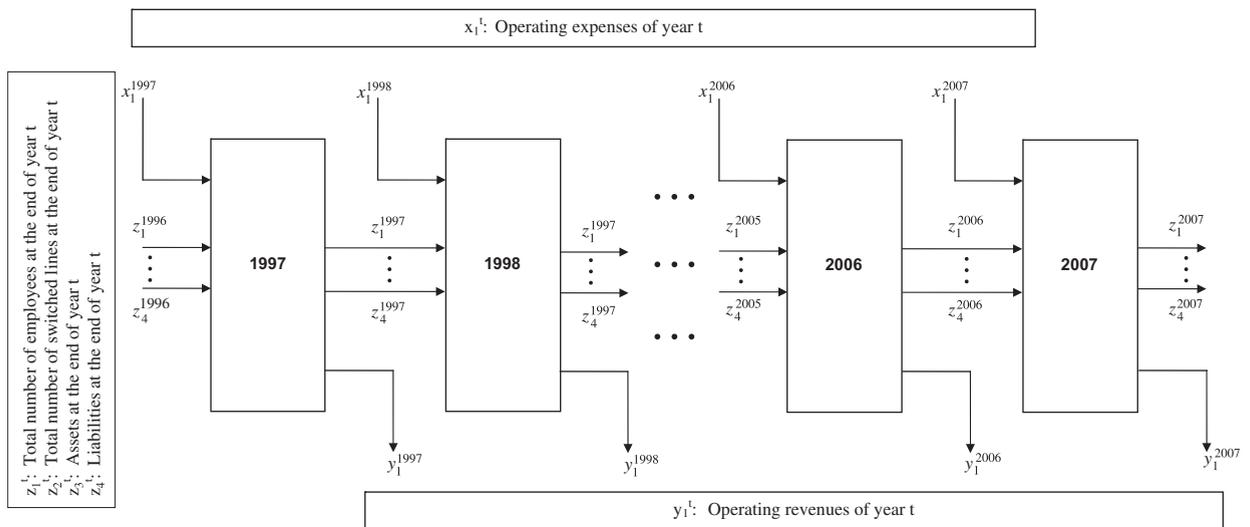 x₁ᵗ: Operating expenses of year t
z₁ᵗ: Total number of employees at the end of year t
z₂ᵗ: Total number of switched lines at the end of year t
z₃ᵗ: Assets at the end of year t
z₄ᵗ: Liabilities at the end of year t
x₁¹⁹⁹⁷ x₁¹⁹⁹⁸ x₁²⁰⁰⁶ x₁²⁰⁰⁷
z₁¹⁹⁹⁶ z₁¹⁹⁹⁷ z₁¹⁹⁹⁷ z₁²⁰⁰⁵ z₁²⁰⁰⁶ z₁²⁰⁰⁷
1997 1998 2006 2007
z₄¹⁹⁹⁶ z₄¹⁹⁹⁷ z₄¹⁹⁹⁷ z₄²⁰⁰⁵ z₄²⁰⁰⁶ z₄²⁰⁰⁷
y₁¹⁹⁹⁷ y₁¹⁹⁹⁸ y₁²⁰⁰⁶ y₁²⁰⁰⁷
y₁ᵗ: Operating revenues of year t